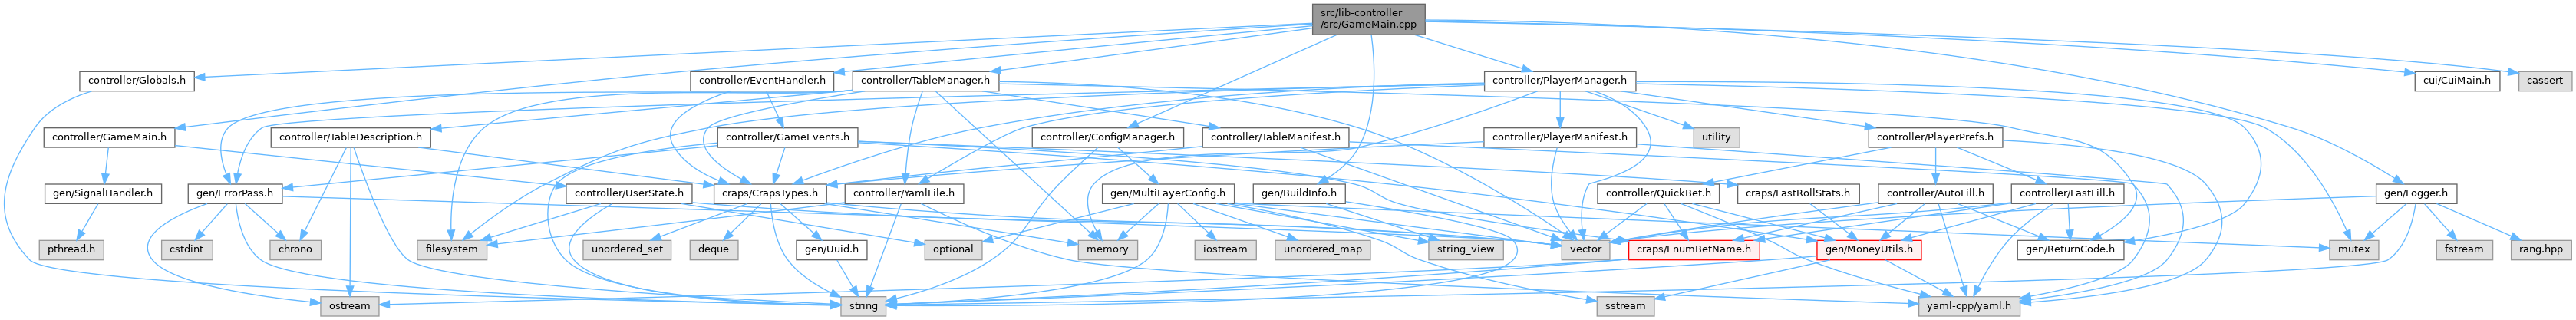 src/lib-controller
/src/GameMain.cpp
controller/Globals.h
controller/EventHandler.h
controller/TableManager.h
controller/PlayerManager.h
cui/CuiMain.h
cassert
controller/GameMain.h
controller/TableDescription.h
controller/GameEvents.h
controller/ConfigManager.h
controller/TableManifest.h
controller/PlayerManifest.h
utility
controller/PlayerPrefs.h
gen/SignalHandler.h
gen/ErrorPass.h
controller/UserState.h
craps/CrapsTypes.h
controller/YamlFile.h
gen/MultiLayerConfig.h
gen/BuildInfo.h
craps/LastRollStats.h
controller/QuickBet.h
controller/AutoFill.h
controller/LastFill.h
gen/Logger.h
pthread.h
cstdint
chrono
filesystem
unordered_set
deque
gen/Uuid.h
optional
memory
iostream
unordered_map
string_view
vector
craps/EnumBetName.h
gen/MoneyUtils.h
gen/ReturnCode.h
mutex
fstream
rang.hpp
ostream
string
sstream
yaml-cpp/yaml.h